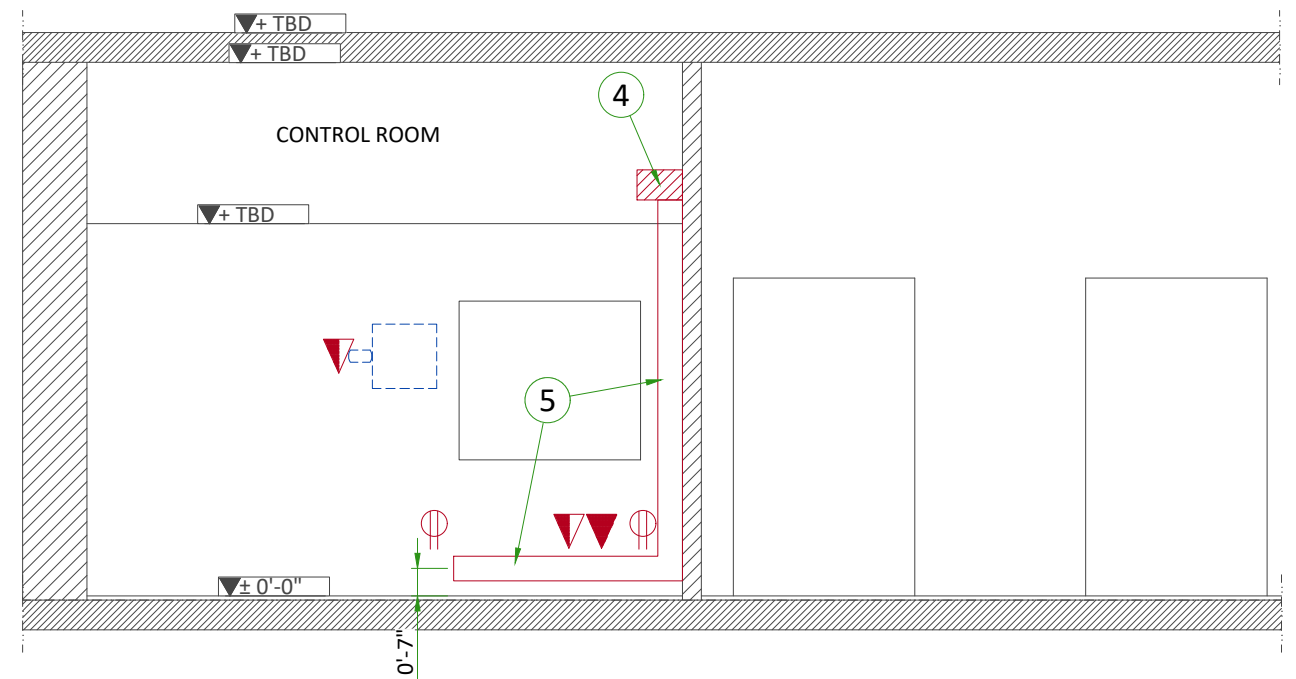 + TBD
+ TBD
4
CONTROL ROOM
+ TBD
5
± 0'-0"
0'-7"